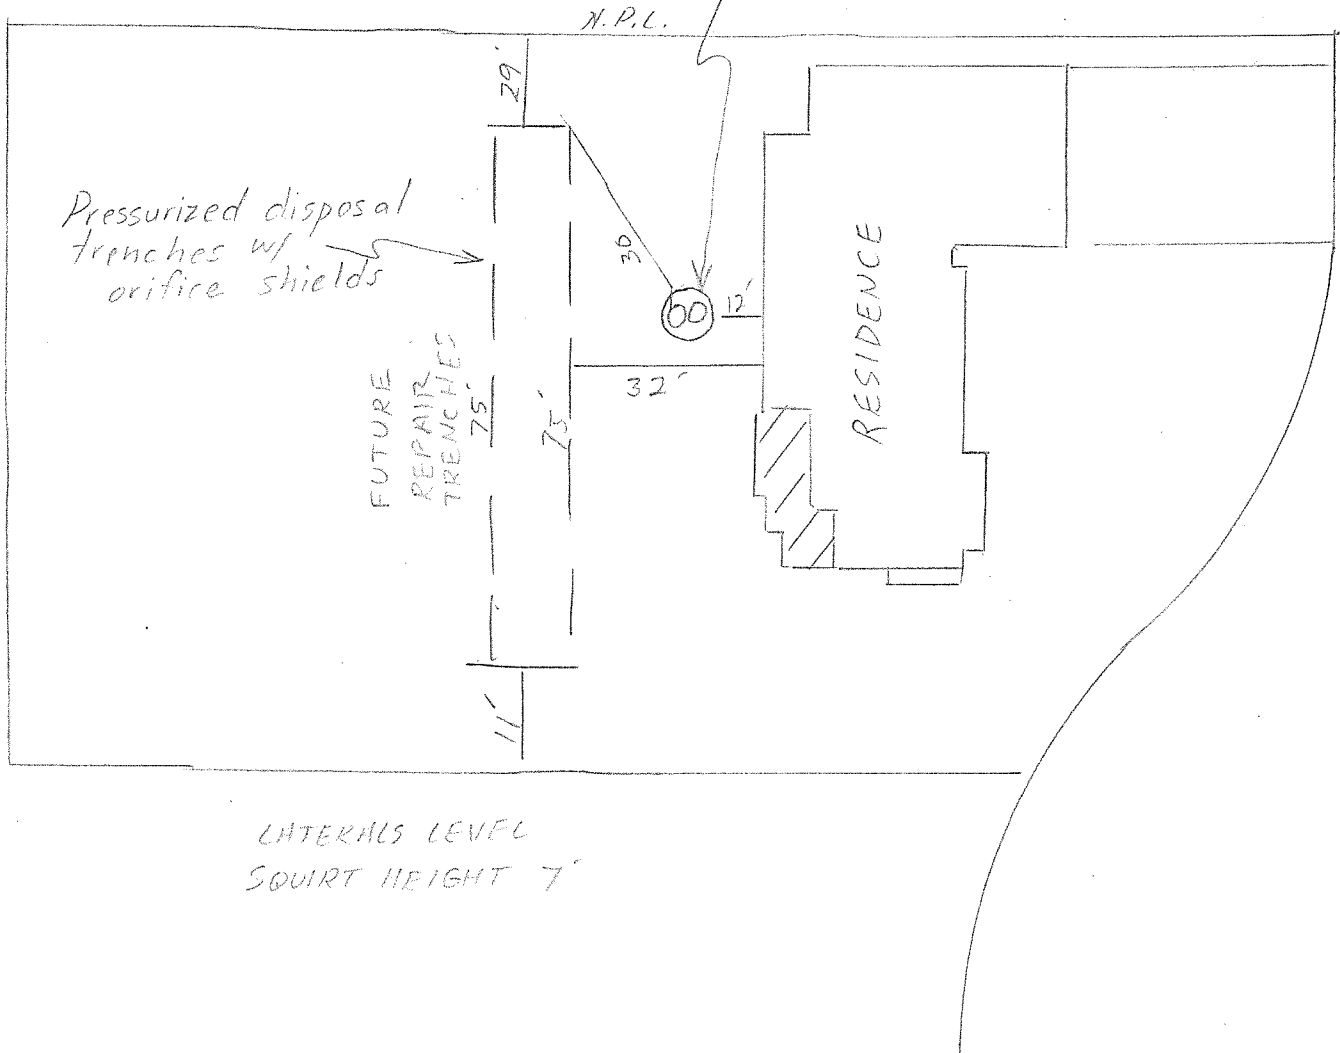 N.P.L.
29'
Pressurized disposal
trenches w/
orifice shields
30
12'
32'
RESIDENCE
FUTURE
REPAIR
TRENCHES
75'
75'
11'
LATERALS LEVEL
SQUIRT HEIGHT 7'